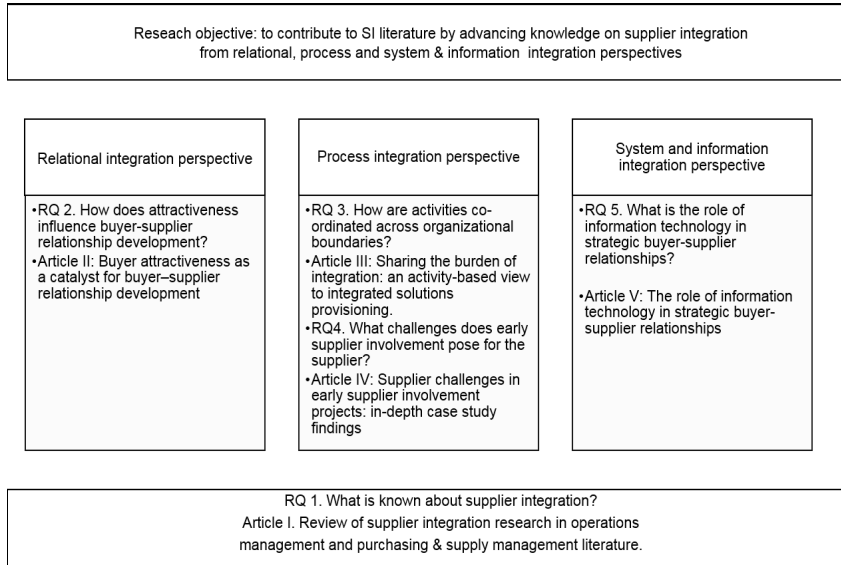 Reseach objective: to contribute to SI literature by advancing knowledge on supplier integration
from relational, process and system & information integration perspectives
Relational integration perspective
•RQ 2. How does attractiveness
influence buyer-supplier
relationship development?
•Article II: Buyer attractiveness as
a catalyst for buyer–supplier
relationship development
Process integration perspective
•RQ 3. How are activities co-
ordinated across organizational
boundaries?
•Article III: Sharing the burden of
integration: an activity-based view
to integrated solutions
provisioning.
•RQ4. What challenges does early
supplier involvement pose for the
supplier?
•Article IV: Supplier challenges in
early supplier involvement
projects: in-depth case study
findings
System and information
integration perspective
•RQ 5. What is the role of
information technology in
strategic buyer-supplier
relationships?
•Article V: The role of information
technology in strategic buyer-
supplier relationships
RQ 1. What is known about supplier integration?
Article I. Review of supplier integration research in operations
management and purchasing & supply management literature.